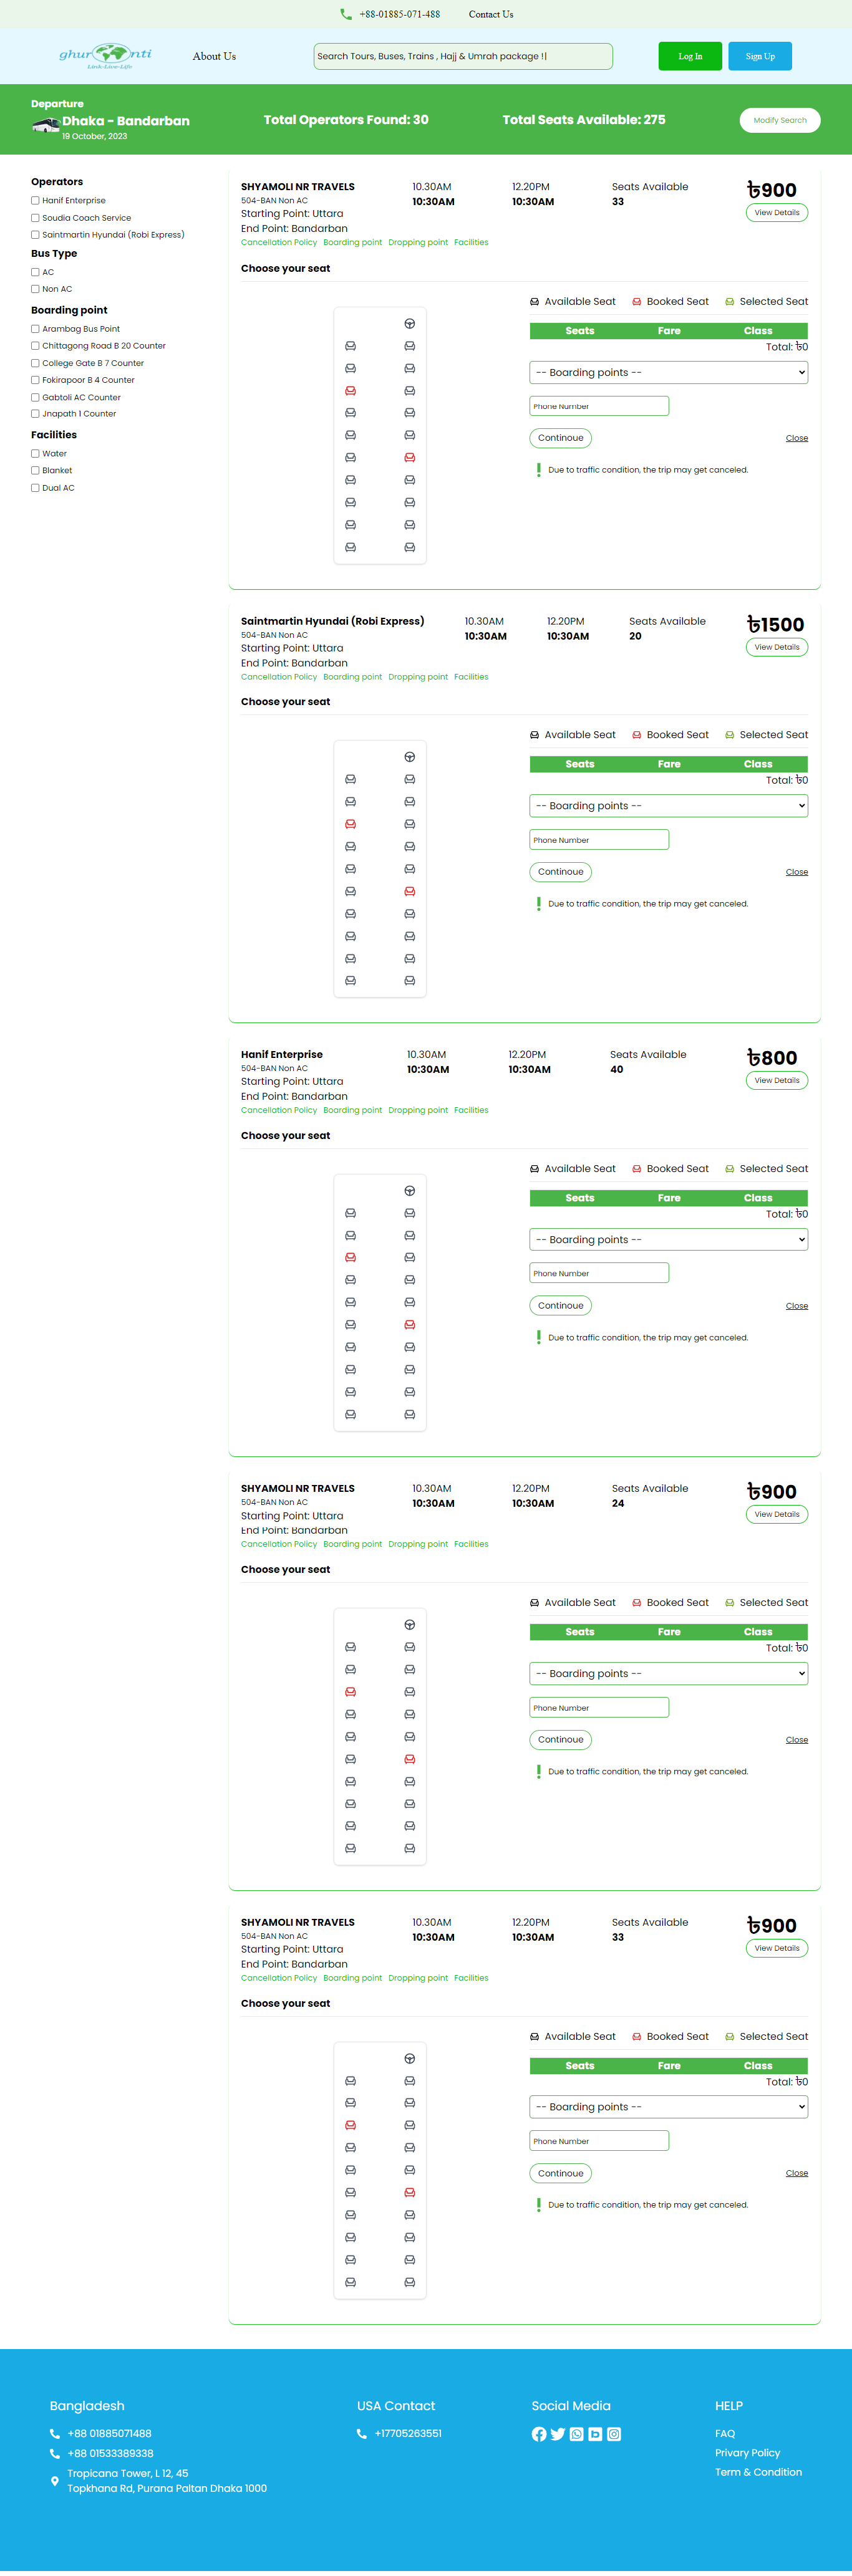 +88-01885-071-488 Contact Us
ghuronti
Link-Live-Life
About Us
Search Tours, Buses, Trains , Hajj & Umrah package !|
Log In
Sign Up
Departure
Dhaka - Bandarban
19 October, 2023
Total Operators Found: 30
Total Seats Available: 275
Modify Search
Operators
Hanif Enterprise
Soudia Coach Service
Saintmartin Hyundai (Robi Express)
Bus Type
AC
Non AC
Boarding point
Arambag Bus Point
Chittagong Road B 20 Counter
College Gate B 7 Counter
Fokirapoor B 4 Counter
Gabtoli AC Counter
Jnapath 1 Counter
Facilities
Water
Blanket
Dual AC
SHYAMOLI NR TRAVELS 10.30AM 12.20PM Seats Available ৳900
504-BAN Non AC 10:30AM 10:30AM 33 View Details
Starting Point: Uttara
End Point: Bandarban
Cancellation Policy Boarding point Dropping point Facilities
Choose your seat
Available Seat Booked Seat Selected Seat
Seats Fare Class
Total: ৳0
-- Boarding points --
Phone Number
Continoue Close
Due to traffic condition, the trip may get canceled.
Saintmartin Hyundai (Robi Express) 10.30AM 12.20PM Seats Available ৳1500
504-BAN Non AC 10:30AM 10:30AM 20 View Details
Starting Point: Uttara
End Point: Bandarban
Cancellation Policy Boarding point Dropping point Facilities
Choose your seat
Available Seat Booked Seat Selected Seat
Seats Fare Class
Total: ৳0
-- Boarding points --
Phone Number
Continoue Close
Due to traffic condition, the trip may get canceled.
Hanif Enterprise 10.30AM 12.20PM Seats Available ৳800
504-BAN Non AC 10:30AM 10:30AM 40 View Details
Starting Point: Uttara
End Point: Bandarban
Cancellation Policy Boarding point Dropping point Facilities
Choose your seat
Available Seat Booked Seat Selected Seat
Seats Fare Class
Total: ৳0
-- Boarding points --
Phone Number
Continoue Close
Due to traffic condition, the trip may get canceled.
SHYAMOLI NR TRAVELS 10.30AM 12.20PM Seats Available ৳900
504-BAN Non AC 10:30AM 10:30AM 24 View Details
Starting Point: Uttara
End Point: Bandarban
Cancellation Policy Boarding point Dropping point Facilities
Choose your seat
Available Seat Booked Seat Selected Seat
Seats Fare Class
Total: ৳0
-- Boarding points --
Phone Number
Continoue Close
Due to traffic condition, the trip may get canceled.
SHYAMOLI NR TRAVELS 10.30AM 12.20PM Seats Available ৳900
504-BAN Non AC 10:30AM 10:30AM 33 View Details
Starting Point: Uttara
End Point: Bandarban
Cancellation Policy Boarding point Dropping point Facilities
Choose your seat
Available Seat Booked Seat Selected Seat
Seats Fare Class
Total: ৳0
-- Boarding points --
Phone Number
Continoue Close
Due to traffic condition, the trip may get canceled.
Bangladesh
+88 01885071488
+88 01533389338
Tropicana Tower, L 12, 45
Topkhana Rd, Purana Paltan Dhaka 1000
USA Contact
+17705263551
Social Media
HELP
FAQ
Privary Policy
Term & Condition